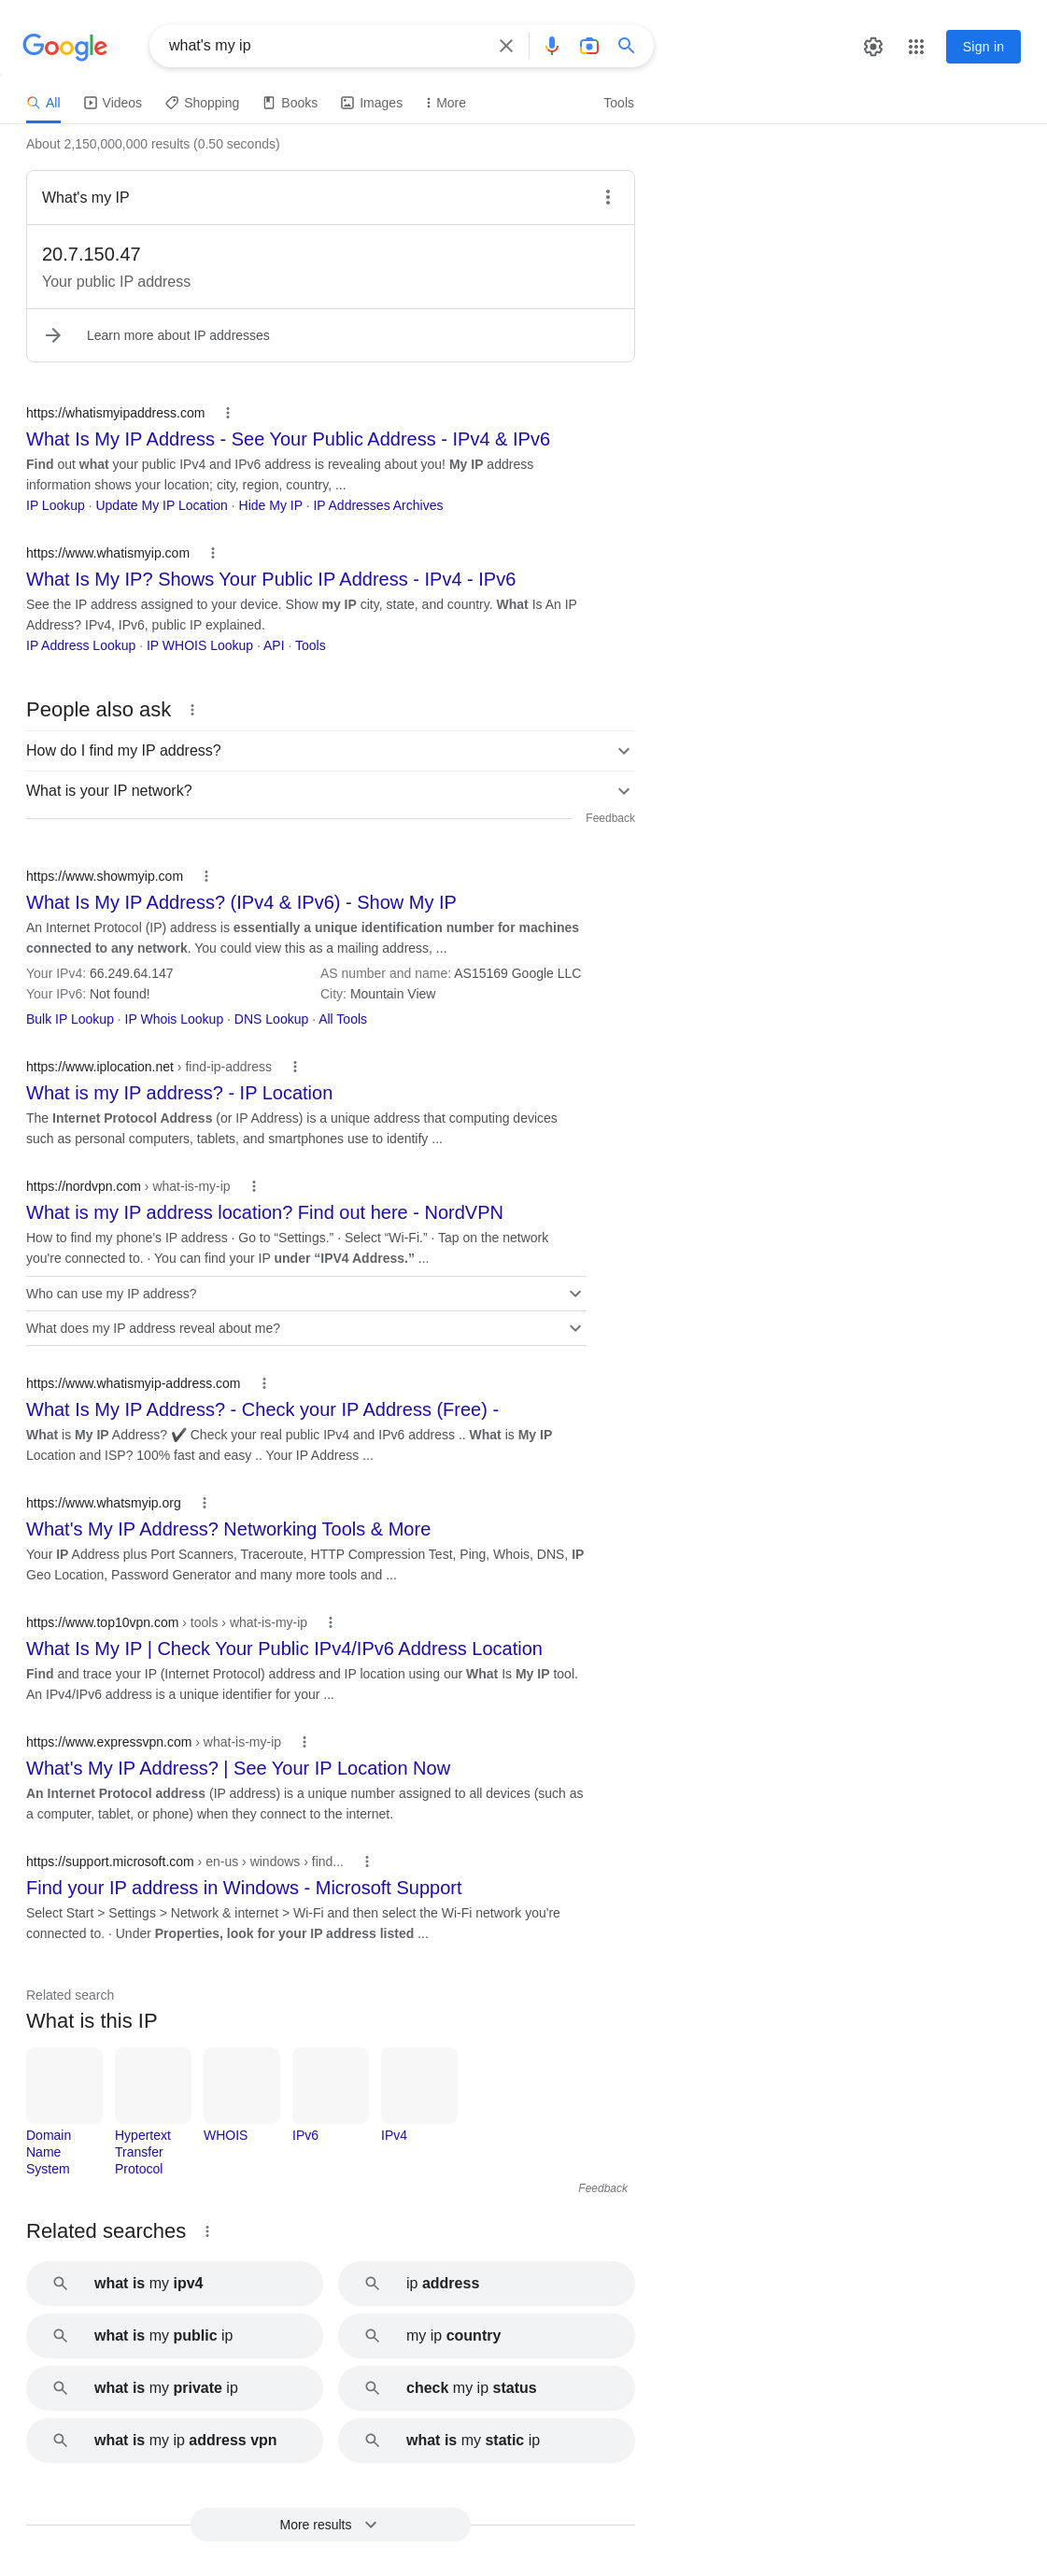 Google
what's my ip
Sign in
All
Videos
Shopping
Books
Images
More
Tools
About 2,150,000,000 results (0.50 seconds)
What's my IP
20.7.150.47
Your public IP address
Learn more about IP addresses
https://whatismyipaddress.com
What Is My IP Address - See Your Public Address - IPv4 & IPv6
Find out what your public IPv4 and IPv6 address is revealing about you! My IP address
information shows your location; city, region, country, ...
IP Lookup · Update My IP Location · Hide My IP · IP Addresses Archives
https://www.whatismyip.com
What Is My IP? Shows Your Public IP Address - IPv4 - IPv6
See the IP address assigned to your device. Show my IP city, state, and country. What Is An IP
Address? IPv4, IPv6, public IP explained.
IP Address Lookup · IP WHOIS Lookup · API · Tools
People also ask
How do I find my IP address?
What is your IP network?
Feedback
https://www.showmyip.com
What Is My IP Address? (IPv4 & IPv6) - Show My IP
An Internet Protocol (IP) address is essentially a unique identification number for machines
connected to any network. You could view this as a mailing address, ...
Your IPv4: 66.249.64.147 AS number and name: AS15169 Google LLC
Your IPv6: Not found! City: Mountain View
Bulk IP Lookup · IP Whois Lookup · DNS Lookup · All Tools
https://www.iplocation.net › find-ip-address
What is my IP address? - IP Location
The Internet Protocol Address (or IP Address) is a unique address that computing devices
such as personal computers, tablets, and smartphones use to identify ...
https://nordvpn.com › what-is-my-ip
What is my IP address location? Find out here - NordVPN
How to find my phone's IP address · Go to “Settings.” · Select “Wi-Fi.” · Tap on the network
you're connected to. · You can find your IP under “IPV4 Address.” ...
Who can use my IP address?
What does my IP address reveal about me?
https://www.whatismyip-address.com
What Is My IP Address? - Check your IP Address (Free) -
What is My IP Address? ✔ Check your real public IPv4 and IPv6 address .. What is My IP
Location and ISP? 100% fast and easy .. Your IP Address ...
https://www.whatsmyip.org
What's My IP Address? Networking Tools & More
Your IP Address plus Port Scanners, Traceroute, HTTP Compression Test, Ping, Whois, DNS, IP
Geo Location, Password Generator and many more tools and ...
https://www.top10vpn.com › tools › what-is-my-ip
What Is My IP | Check Your Public IPv4/IPv6 Address Location
Find and trace your IP (Internet Protocol) address and IP location using our What Is My IP tool.
An IPv4/IPv6 address is a unique identifier for your ...
https://www.expressvpn.com › what-is-my-ip
What's My IP Address? | See Your IP Location Now
An Internet Protocol address (IP address) is a unique number assigned to all devices (such as
a computer, tablet, or phone) when they connect to the internet.
https://support.microsoft.com › en-us › windows › find...
Find your IP address in Windows - Microsoft Support
Select Start > Settings > Network & internet > Wi-Fi and then select the Wi-Fi network you're
connected to. · Under Properties, look for your IP address listed ...
Related search
What is this IP
Domain
Name
System
Hypertext
Transfer
Protocol
WHOIS
IPv6
IPv4
Feedback
Related searches
what is my ipv4
ip address
what is my public ip
my ip country
what is my private ip
check my ip status
what is my ip address vpn
what is my static ip
More results